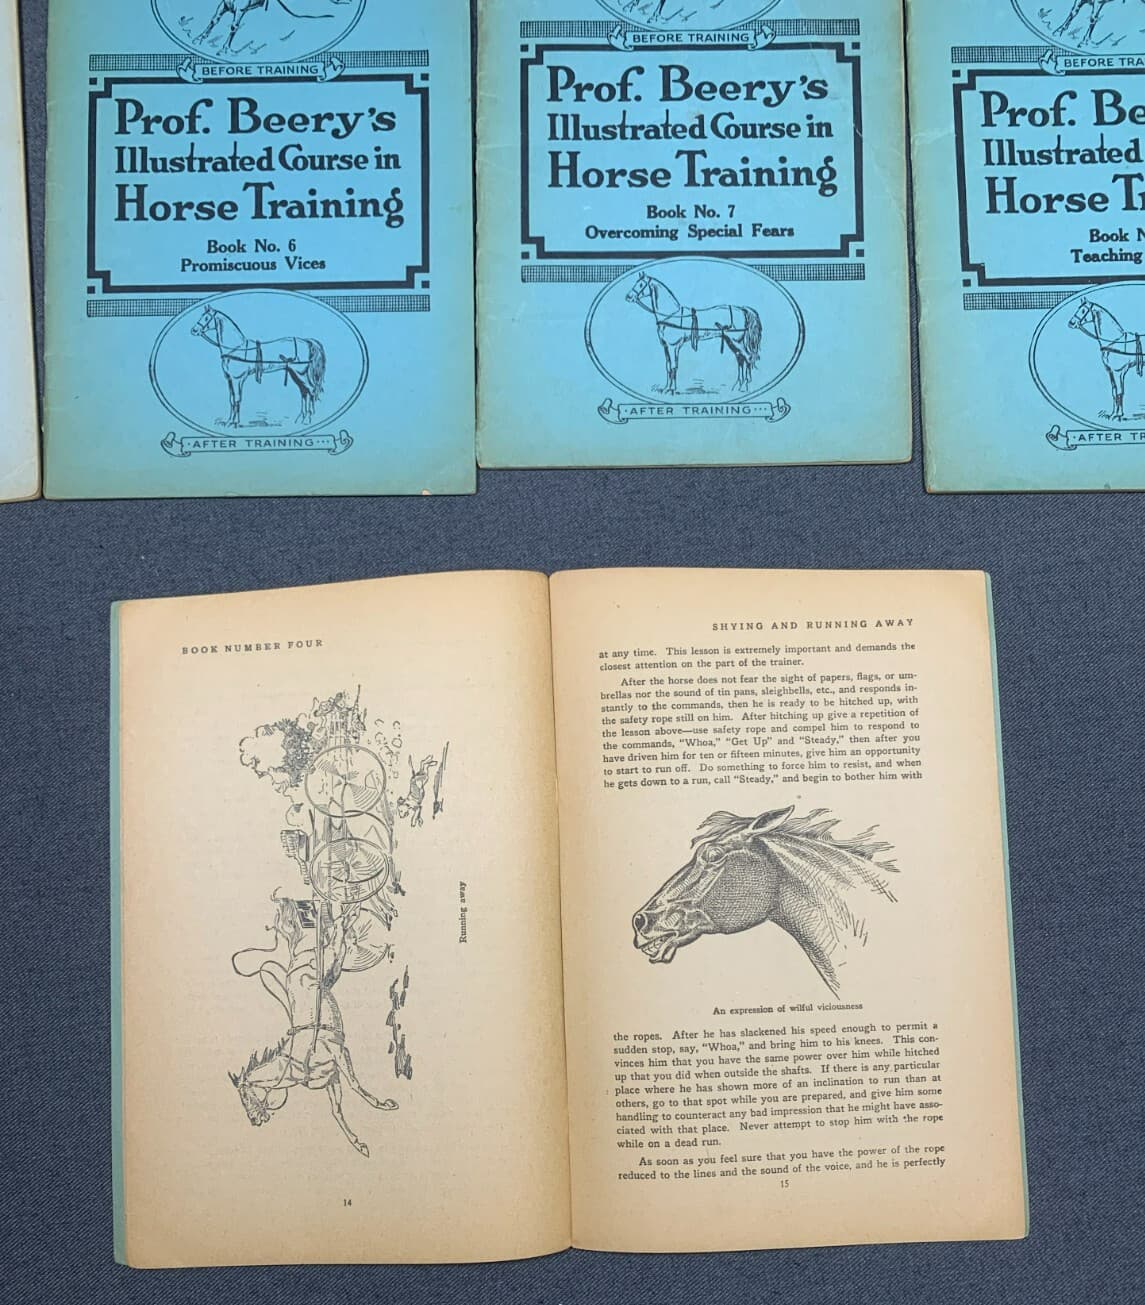 BEFORE TRAINING
Prof. Beery's
Illustrated Course in
Horse Training
Book No. 6
Promiscuous Vices
AFTER TRAINING
BEFORE TRAINING
Prof. Beery's
Illustrated Course in
Horse Training
Book No. 7
Overcoming Special Fears
AFTER TRAINING
BEFORE TRA
Prof. Be
Illustrated
Horse Tr
Book N
Teaching
AFTER TR
BOOK NUMBER FOUR
Running away
14
SHYING AND RUNNING AWAY
at any time. This lesson is extremely important and demands the
closest attention on the part of the trainer.
After the horse does not fear the sight of papers, flags, or um-
brellas nor the sound of tin pans, sleighbells, etc., and responds in-
stantly to the commands, then he is ready to be hitched up, with
the safety rope still on him. After hitching up give a repetition of
the lesson above—use safety rope and compel him to respond to
the commands, "Whoa," "Get Up" and "Steady," then after you
have driven him for ten or fifteen minutes, give him an opportunity
to start to run off. Do something to force him to resist, and when
he gets down to a run, call "Steady," and begin to bother him with
An expression of wilful viciousness
the ropes. After he has slackened his speed enough to permit a
sudden stop, say, "Whoa," and bring him to his knees. This con-
vinces him that you have the same power over him while hitched
up that you did when outside the shafts. If there is any particular
place where he has shown more of an inclination to run than at
others, go to that spot while you are prepared, and give him some
handling to counteract any bad impression that he might have asso-
ciated with that place. Never attempt to stop him with the rope
while on a dead run.
As soon as you feel sure that you have the power of the rope
reduced to the lines and the sound of the voice, and he is perfectly
15